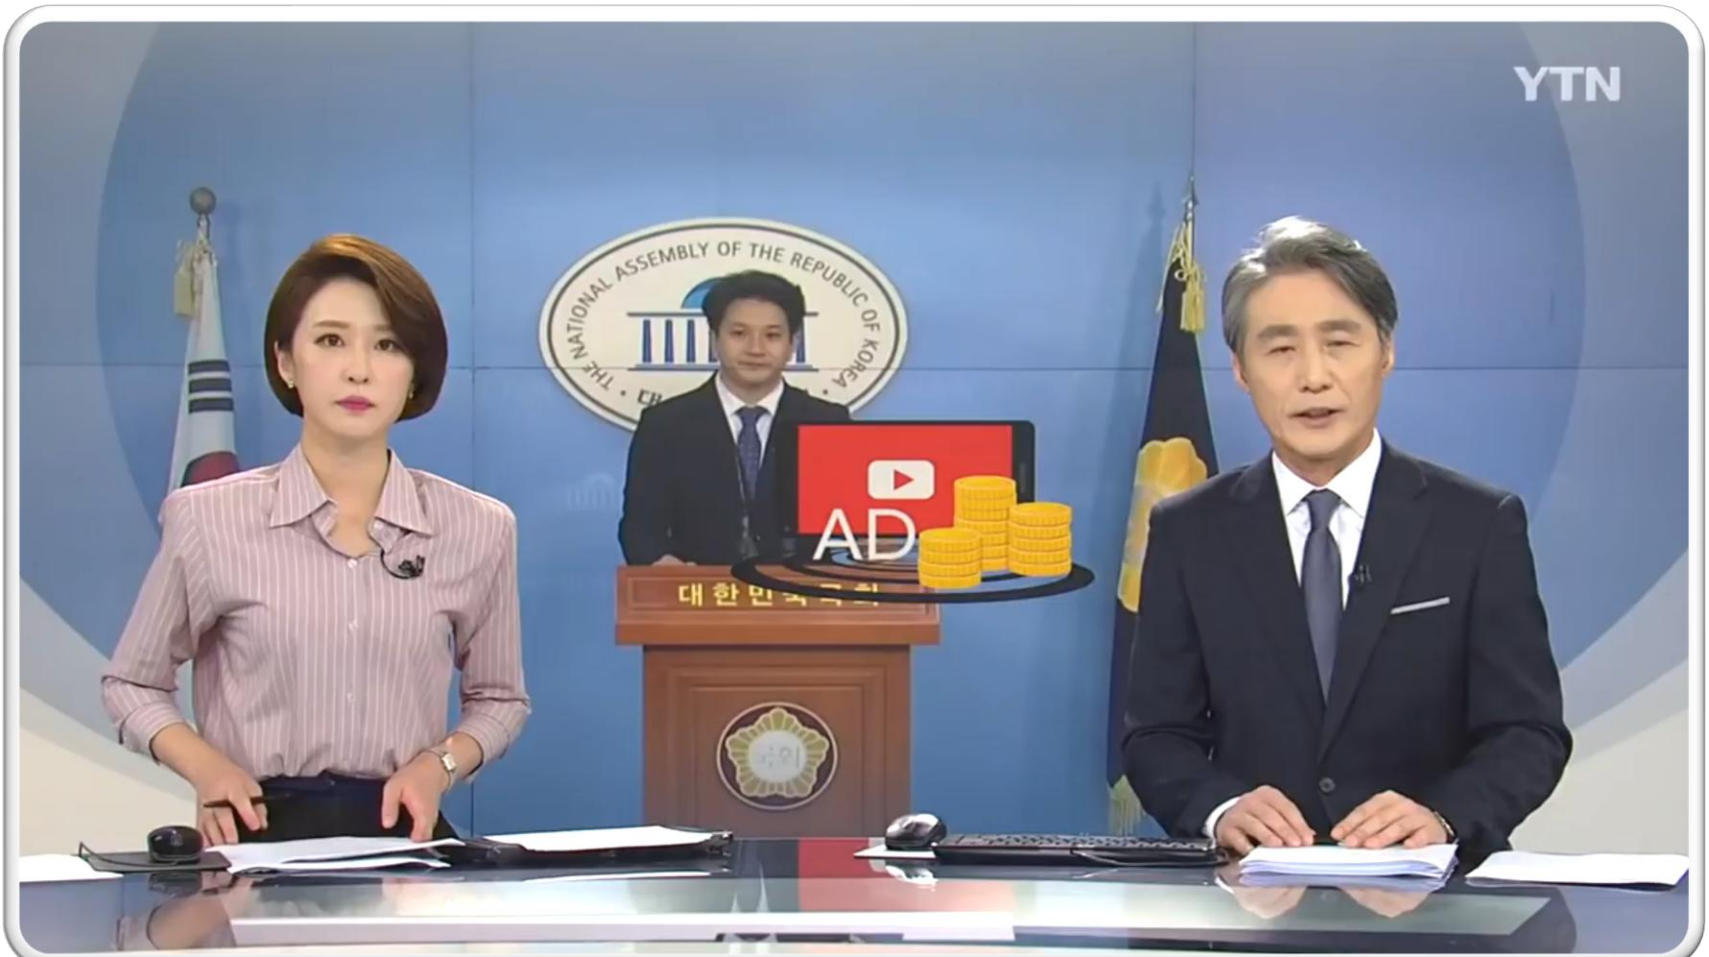 YTN
THE NATIONAL ASSEMBLY OF THE REPUBLIC OF KOREA
AD